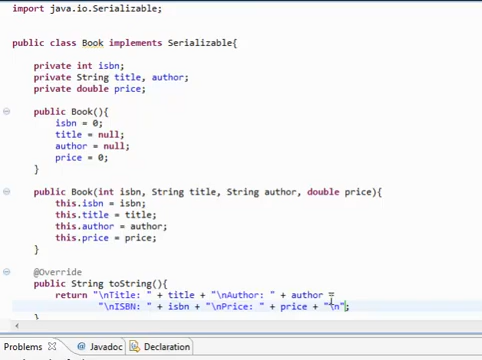 import java.io.Serializable;
public class Book implements Serializable{
private int isbn;
private String title, author;
private double price;
public Book(){
isbn = 0;
title = null;
author = null;
price = 0;
}
public Book(int isbn, String title, String author, double price){
this.isbn = isbn;
this.title = title;
this.author = author;
this.price = price;
}
@Override
public String toString(){
return "\nTitle: " + title + "\nAuthor: " + author +
"\nISBN: " + isbn + "\nPrice: " + price + "\n";
}
Problems Javadoc Declaration